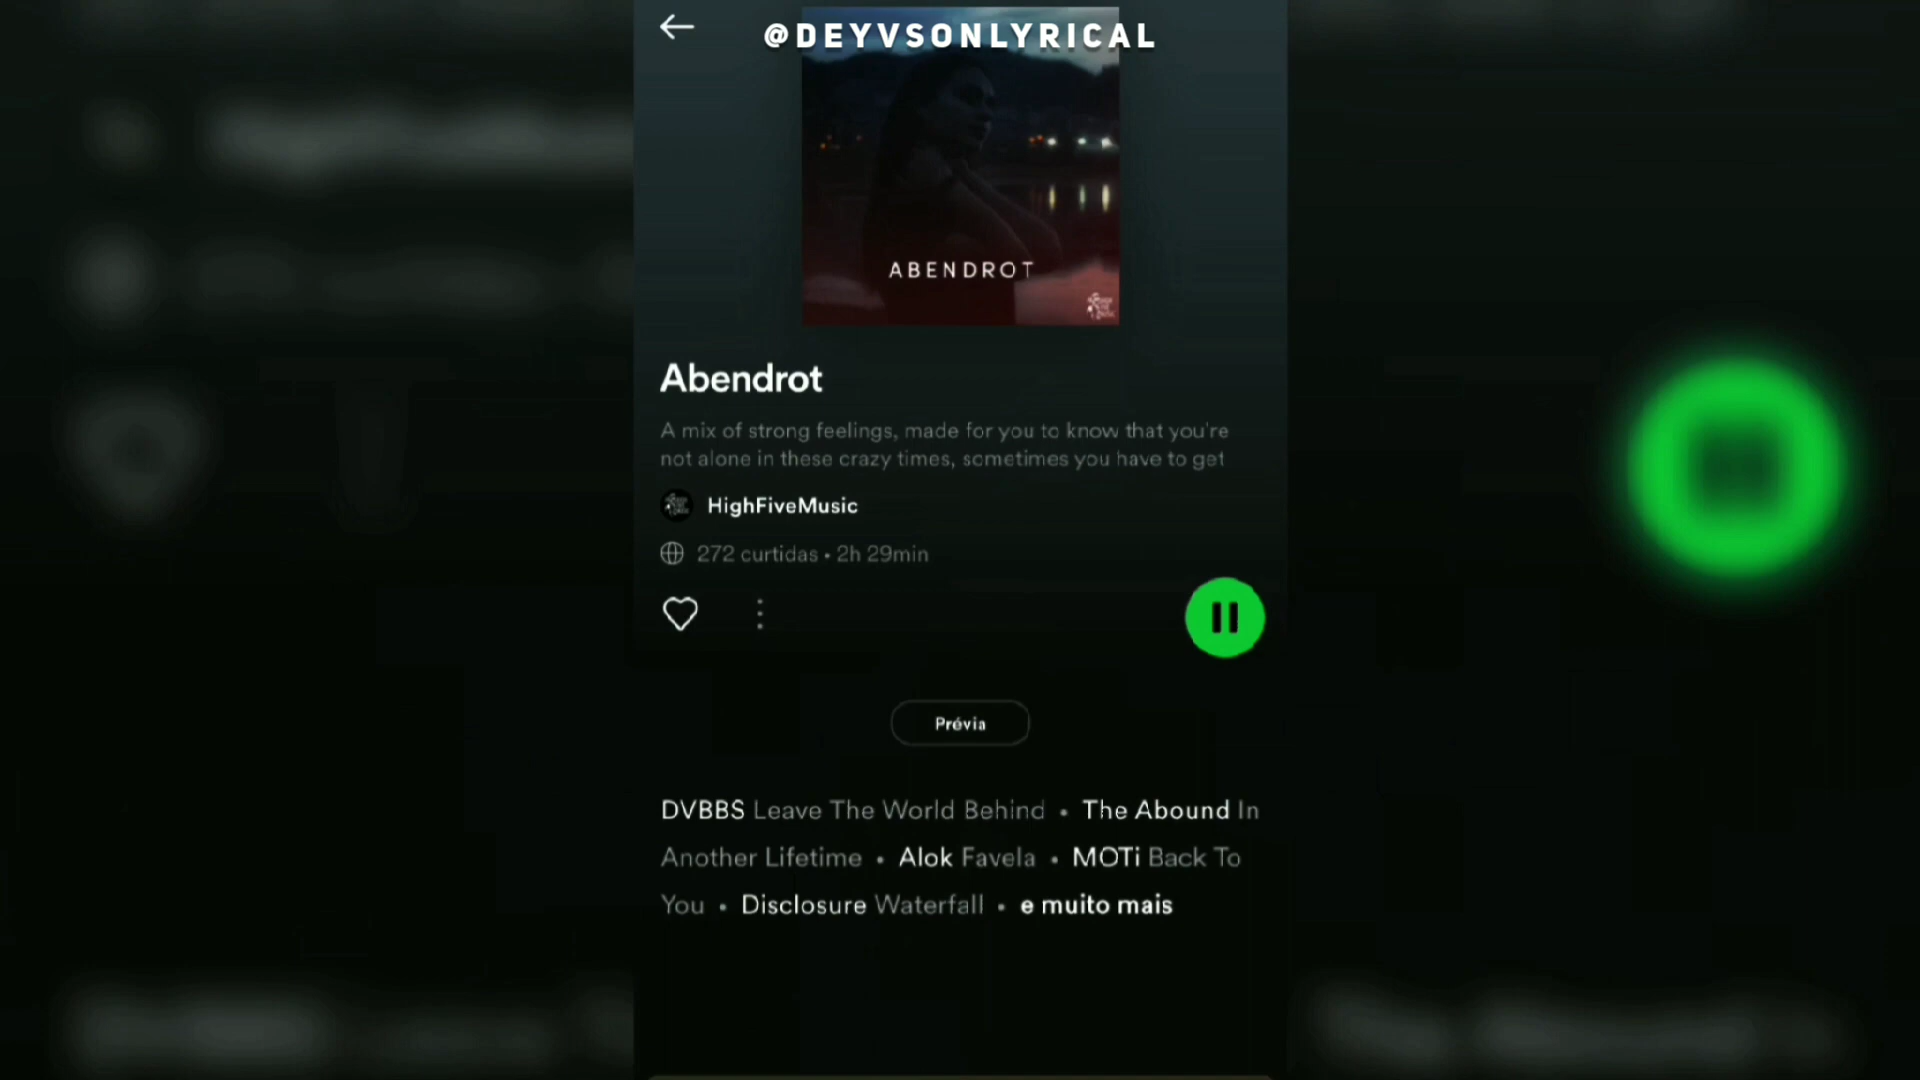 @DEYVSONLYRICAL
ABENDROT
Abendrot
A mix of strong feelings, made for you to know that you're
not alone in these crazy times, sometimes you have to get
HighFiveMusic
272 curtidas • 2h 29min
Prévia
DVBBS Leave The World Behind • The Abound In
Another Lifetime • Alok Favela • MOTi Back To
You • Disclosure Waterfall • e muito mais